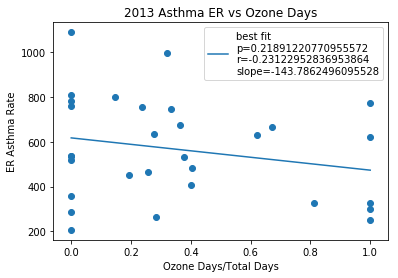 2013 Asthma ER vs Ozone Days
best fit
p=0.21891220770955572
r=-0.23122952836953864
slope=-143.7862496095528
1000
800
600
400
200
ER Asthma Rate
0.0 0.2 0.4 0.6 0.8 1.0
Ozone Days/Total Days